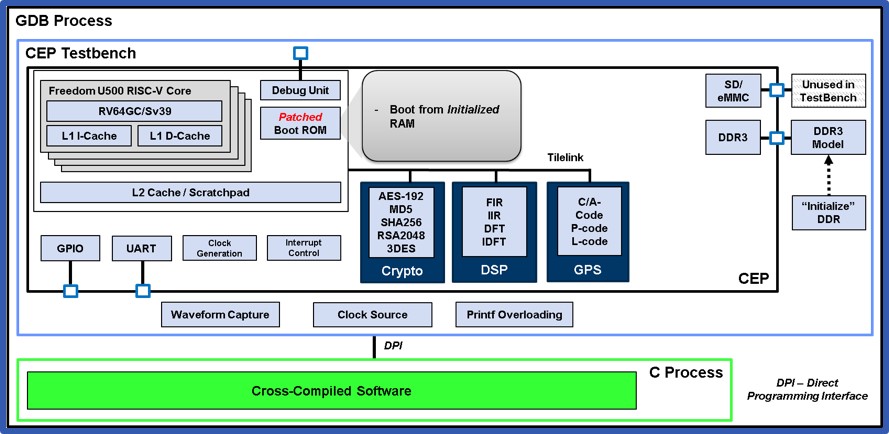 GDB Process
CEP Testbench
Freedom U500 RISC-V Core
RV64GC/Sv39
L1 I-Cache
L1 D-Cache
L2 Cache / Scratchpad
Debug Unit
Patched
Boot ROM
- Boot from Initialized
RAM
SD/
eMMC
Unused in
TestBench
DDR3
DDR3
Model
"Initialize"
DDR
Tilelink
AES-192
MD5
SHA256
RSA2048
3DES
Crypto
FIR
IIR
DFT
IDFT
DSP
C/A-
Code
P-code
L-code
GPS
GPIO
UART
Clock
Generation
Interrupt
Control
CEP
Waveform Capture
Clock Source
Printf Overloading
DPI
C Process
Cross-Compiled Software
DPI – Direct
Programming Interface